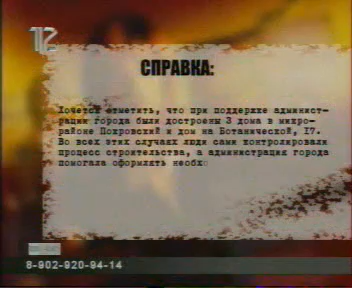 12
СПРАВКА:
Хочется отметить, что при поддержке админист-
рации города были достроены 3 дома в микро-
районе Покровский и дом на Ботанической, 17.
Во всех этих случаях люди сами контролировали
процесс строительства, а администрация города
помогала оформлять необхо
8-902-920-94-14